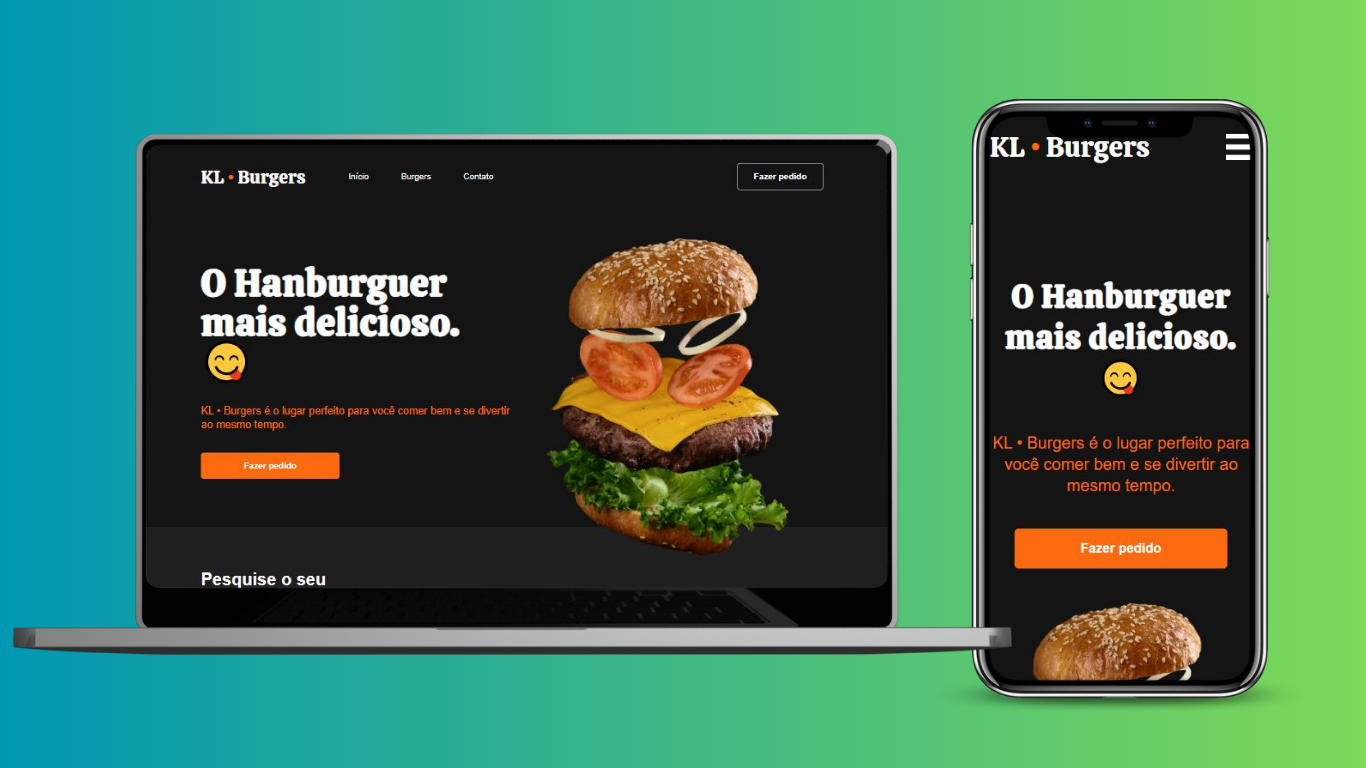 KL • Burgers
Início
Burgers
Contato
Fazer pedido
O Hanburguer
mais delicioso.
😋
KL • Burgers é o lugar perfeito para você comer bem e se divertir
ao mesmo tempo.
Fazer pedido
Pesquise o seu
KL • Burgers
O Hanburguer
mais delicioso.
😋
KL • Burgers é o lugar perfeito para
você comer bem e se divertir ao
mesmo tempo.
Fazer pedido